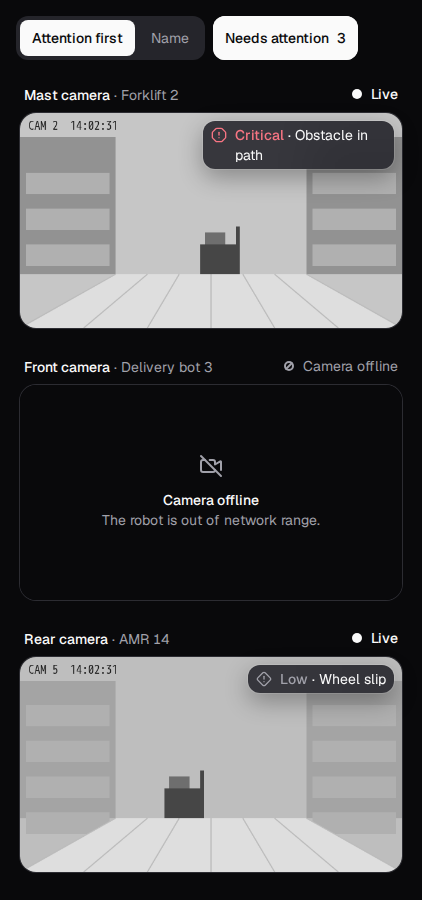 Attention first Name Needs attention 3
Mast camera · Forklift 2 Live
CAM 2 14:02:31
Critical · Obstacle in
path
Front camera · Delivery bot 3 Camera offline
Camera offline
The robot is out of network range.
Rear camera · AMR 14 Live
CAM 5 14:02:31
Low · Wheel slip